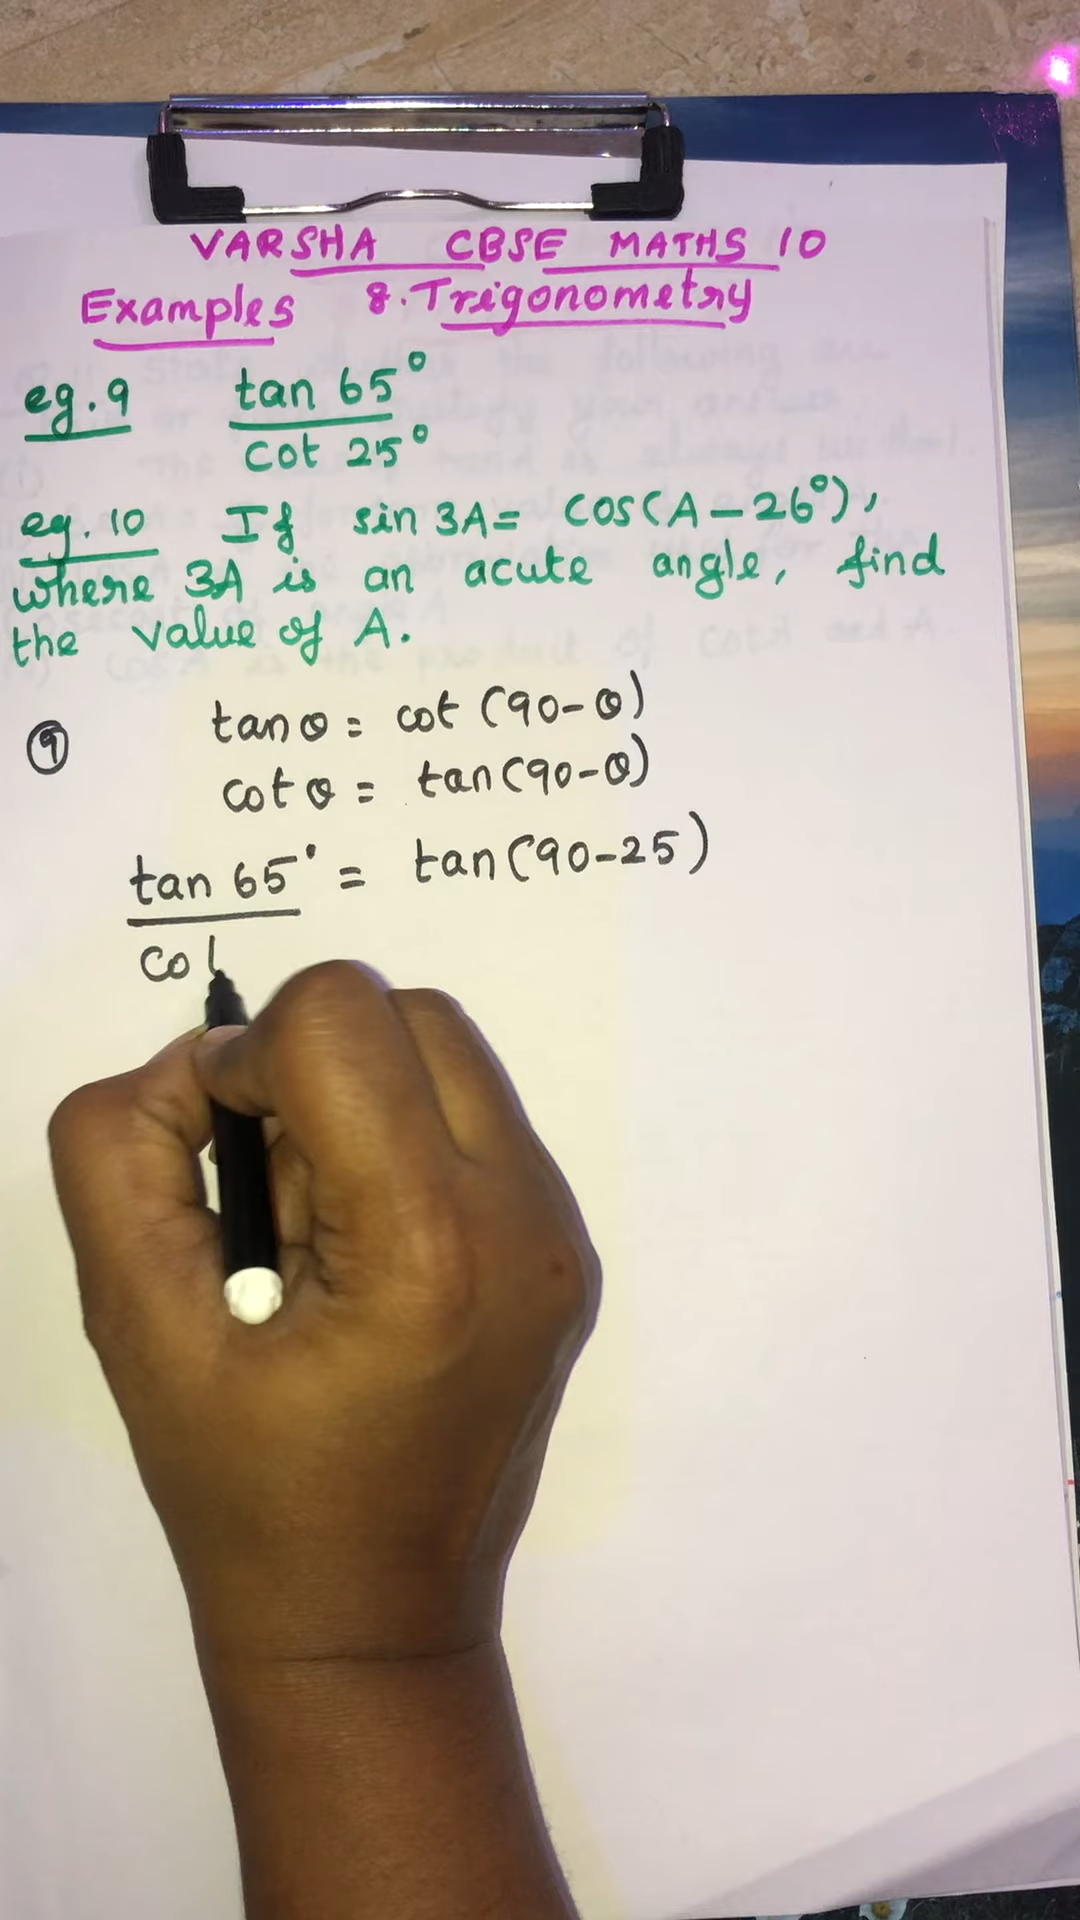 VARSHA CBSE MATHS 10
Examples 8. Trigonometry
eg. 9 tan 65°
cot 25°
eg. 10 If sin 3A = cos(A - 26°),
where 3A is an acute angle, find
the value of A.
9 tan θ = cot (90-θ)
cot θ = tan(90-θ)
tan 65° = tan(90-25)
co